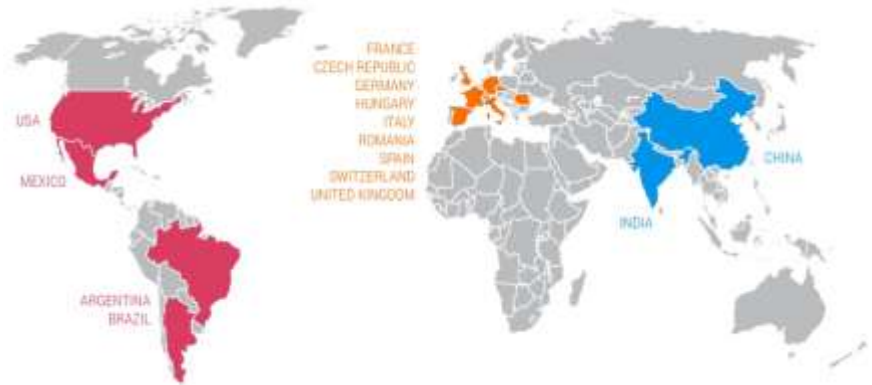 USA
MEXICO
ARGENTINA
BRAZIL
FRANCE
CZECH REPUBLIC
GERMANY
HUNGARY
ITALY
ROMANIA
SPAIN
SWITZERLAND
UNITED KINGDOM
CHINA
INDIA